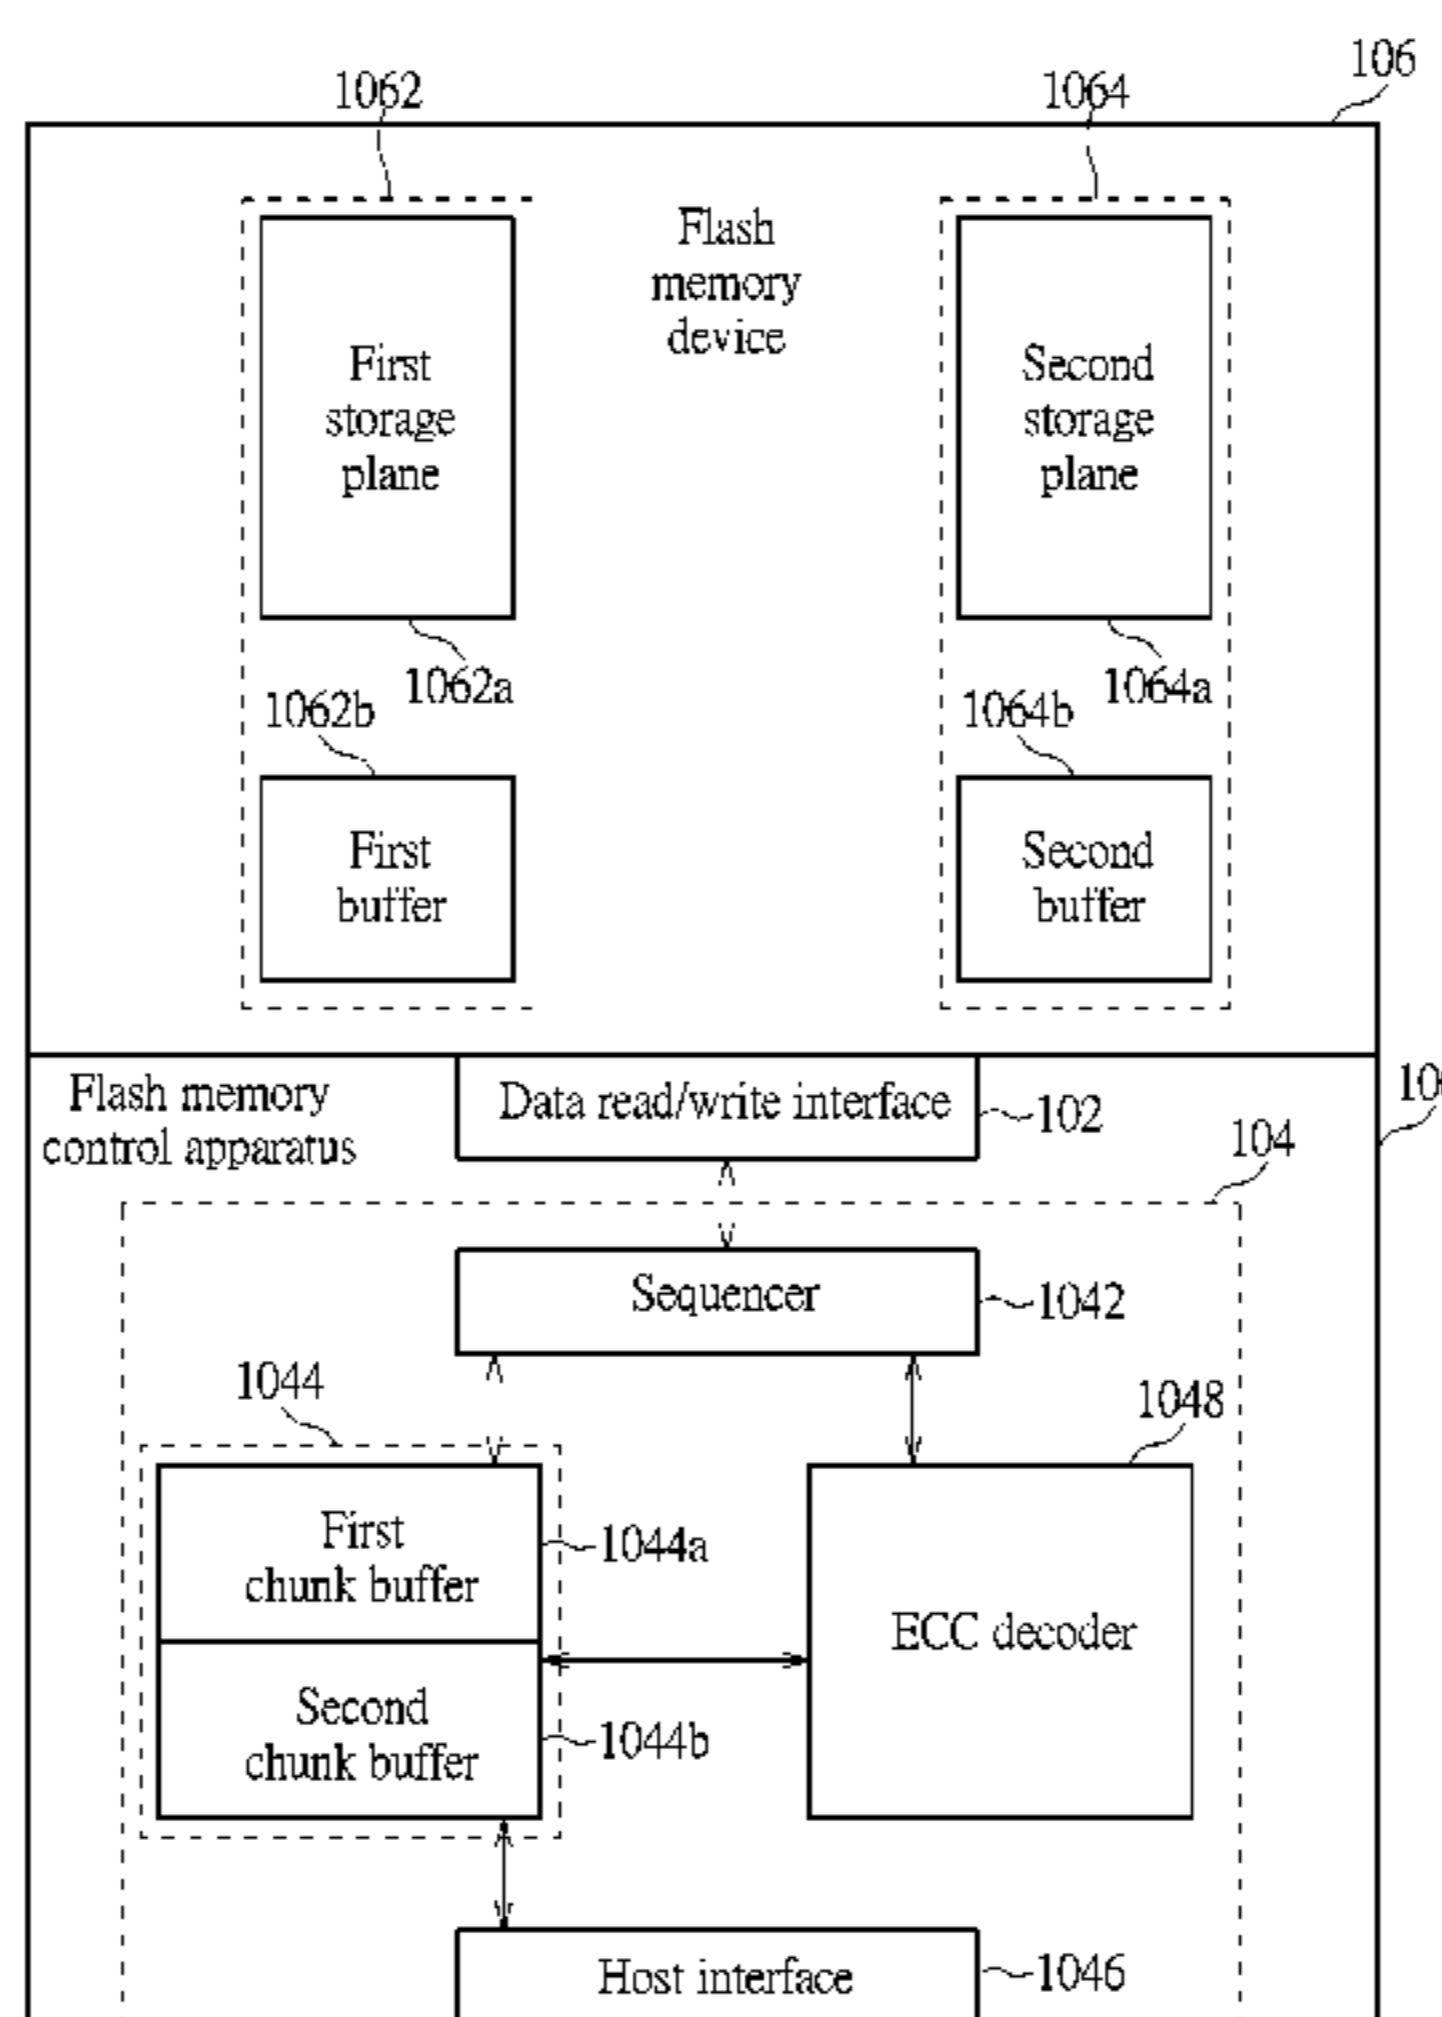 106
1062
1064
Flash
memory
device
First
storage
plane
Second
storage
plane
1062a
1064a
1062b
1064b
First
buffer
Second
buffer
Flash memory
control apparatus
Data read/write interface
102
104
Sequencer
1042
1044
1048
First
chunk buffer
1044a
ECC decoder
Second
chunk buffer
1044b
Host interface
1046